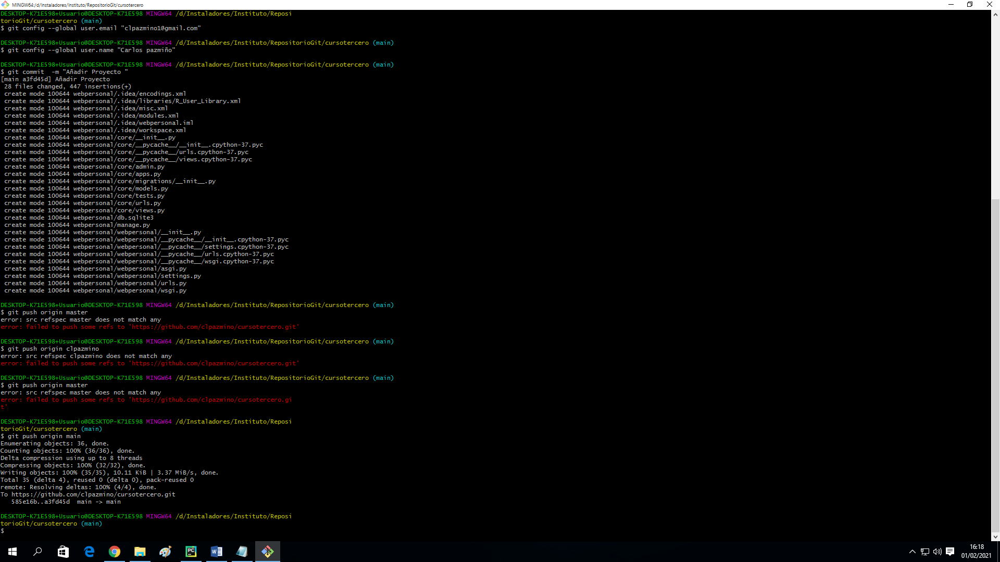 MINGW64:/d/Instaladores/Instituto/RepositorioGit/cursotercero
DESKTOP-K71E598+Usuario@DESKTOP-K71E598 MINGW64 /d/Instaladores/Instituto/Reposi
torioGit/cursotercero (main)
$ git config --global user.email "clpazmino1@gmail.com"
DESKTOP-K71E598+Usuario@DESKTOP-K71E598 MINGW64 /d/Instaladores/Instituto/RepositorioGit/cursotercero (main)
$ git config --global user.name "Carlos pazmiño"
DESKTOP-K71E598+Usuario@DESKTOP-K71E598 MINGW64 /d/Instaladores/Instituto/RepositorioGit/cursotercero (main)
$ git commit  -m "Añadir Proyecto "
[main a3fd45d] Añadir Proyecto
 28 files changed, 447 insertions(+)
 create mode 100644 webpersonal/.idea/encodings.xml
 create mode 100644 webpersonal/.idea/libraries/R_User_Library.xml
 create mode 100644 webpersonal/.idea/misc.xml
 create mode 100644 webpersonal/.idea/modules.xml
 create mode 100644 webpersonal/.idea/webpersonal.iml
 create mode 100644 webpersonal/.idea/workspace.xml
 create mode 100644 webpersonal/core/__init__.py
 create mode 100644 webpersonal/core/__pycache__/__init__.cpython-37.pyc
 create mode 100644 webpersonal/core/__pycache__/urls.cpython-37.pyc
 create mode 100644 webpersonal/core/__pycache__/views.cpython-37.pyc
 create mode 100644 webpersonal/core/admin.py
 create mode 100644 webpersonal/core/apps.py
 create mode 100644 webpersonal/core/migrations/__init__.py
 create mode 100644 webpersonal/core/models.py
 create mode 100644 webpersonal/core/tests.py
 create mode 100644 webpersonal/core/urls.py
 create mode 100644 webpersonal/core/views.py
 create mode 100644 webpersonal/db.sqlite3
 create mode 100644 webpersonal/manage.py
 create mode 100644 webpersonal/webpersonal/__init__.py
 create mode 100644 webpersonal/webpersonal/__pycache__/__init__.cpython-37.pyc
 create mode 100644 webpersonal/webpersonal/__pycache__/settings.cpython-37.pyc
 create mode 100644 webpersonal/webpersonal/__pycache__/urls.cpython-37.pyc
 create mode 100644 webpersonal/webpersonal/__pycache__/wsgi.cpython-37.pyc
 create mode 100644 webpersonal/webpersonal/asgi.py
 create mode 100644 webpersonal/webpersonal/settings.py
 create mode 100644 webpersonal/webpersonal/urls.py
 create mode 100644 webpersonal/webpersonal/wsgi.py
DESKTOP-K71E598+Usuario@DESKTOP-K71E598 MINGW64 /d/Instaladores/Instituto/RepositorioGit/cursotercero (main)
$ git push origin master
error: src refspec master does not match any
error: failed to push some refs to 'https://github.com/clpazmino/cursotercero.git'
DESKTOP-K71E598+Usuario@DESKTOP-K71E598 MINGW64 /d/Instaladores/Instituto/RepositorioGit/cursotercero (main)
$ git push origin clpazmino
error: src refspec clpazmino does not match any
error: failed to push some refs to 'https://github.com/clpazmino/cursotercero.git'
DESKTOP-K71E598+Usuario@DESKTOP-K71E598 MINGW64 /d/Instaladores/Instituto/RepositorioGit/cursotercero (main)
$ git push origin master
error: src refspec master does not match any
error: failed to push some refs to 'https://github.com/clpazmino/cursotercero.gi
t'
DESKTOP-K71E598+Usuario@DESKTOP-K71E598 MINGW64 /d/Instaladores/Instituto/Reposi
torioGit/cursotercero (main)
$ git push origin main
Enumerating objects: 36, done.
Counting objects: 100% (36/36), done.
Delta compression using up to 8 threads
Compressing objects: 100% (32/32), done.
Writing objects: 100% (35/35), 10.11 KiB | 3.37 MiB/s, done.
Total 35 (delta 4), reused 0 (delta 0), pack-reused 0
remote: Resolving deltas: 100% (4/4), done.
To https://github.com/clpazmino/cursotercero.git
   585e16b..a3fd45d  main -> main
DESKTOP-K71E598+Usuario@DESKTOP-K71E598 MINGW64 /d/Instaladores/Instituto/Reposi
torioGit/cursotercero (main)
$
PC
16:18
01/02/2021